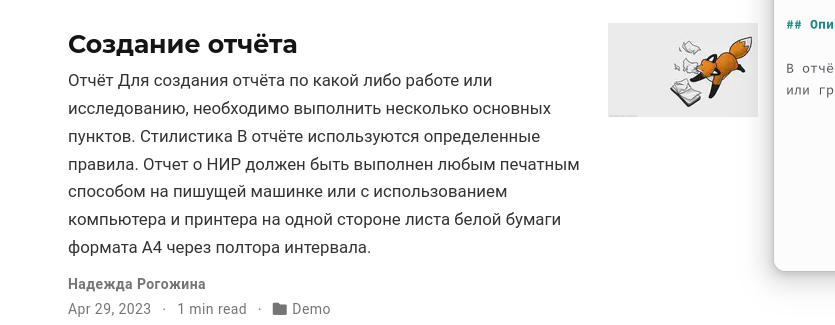 Создание отчёта
Отчёт Для создания отчёта по какой либо работе или
исследованию, необходимо выполнить несколько основных
пунктов. Стилистика В отчёте используются определенные
правила. Отчет о НИР должен быть выполнен любым печатным
способом на пишущей машинке или с использованием
компьютера и принтера на одной стороне листа белой бумаги
формата А4 через полтора интервала.
Надежда Рогожина
Apr 29, 2023 · 1 min read · Demo
## Опи
В отчё
или гр